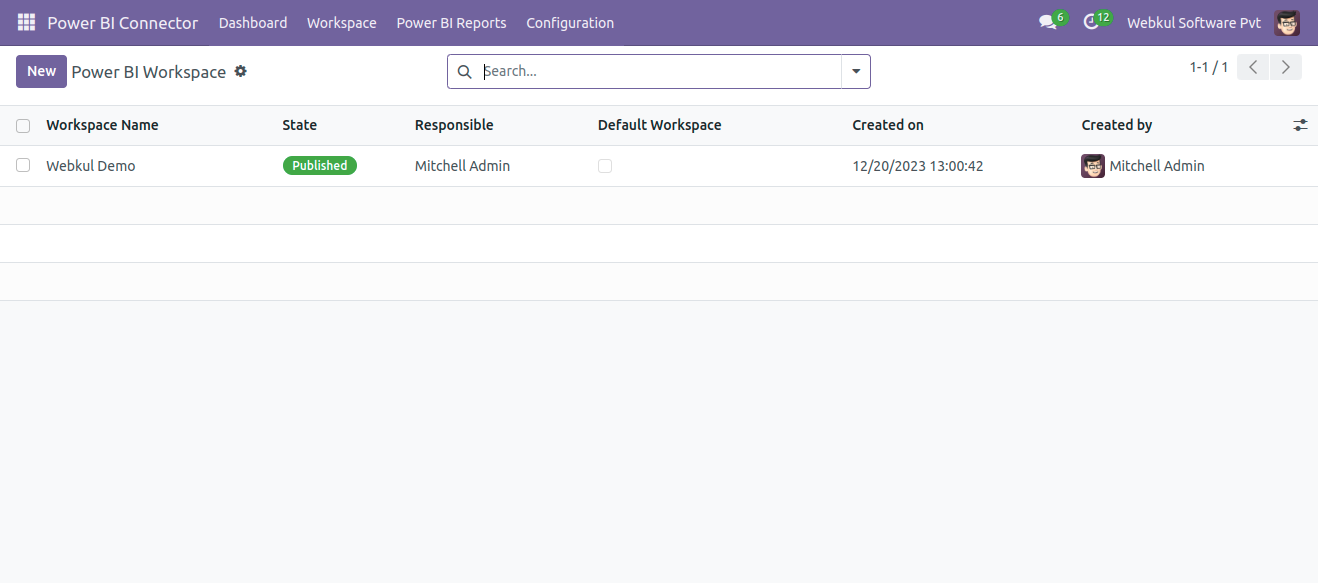 Power BI Connector Dashboard Workspace Power BI Reports Configuration 6 12 Webkul Software Pvt
New Power BI Workspace Search... 1-1 / 1
Workspace Name State Responsible Default Workspace Created on Created by
Webkul Demo Published Mitchell Admin 12/20/2023 13:00:42 Mitchell Admin